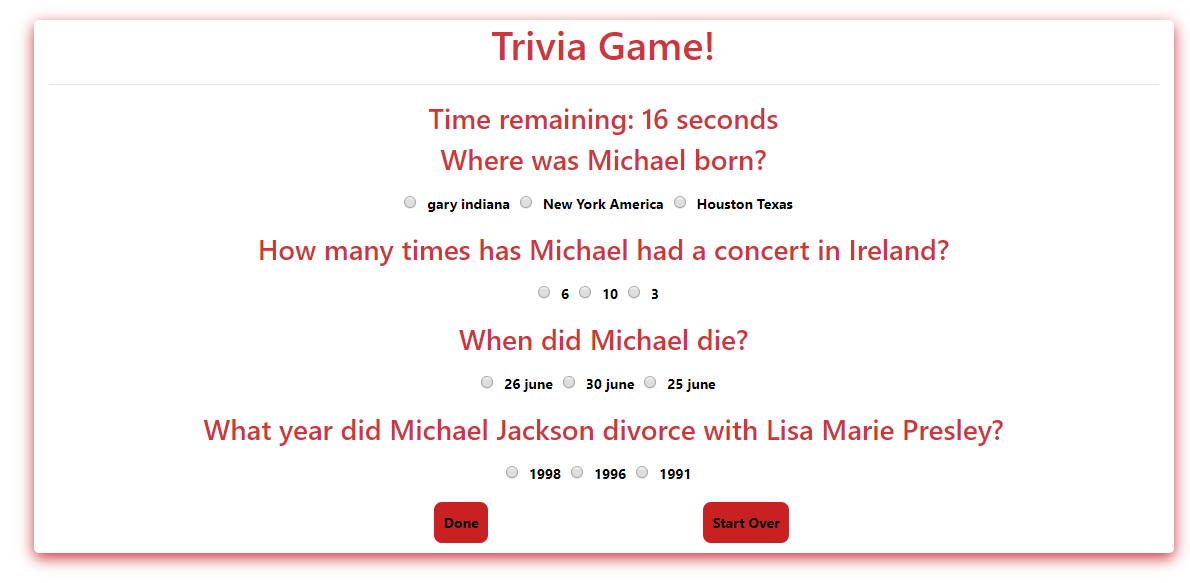 Trivia Game!
Time remaining: 16 seconds
Where was Michael born?
gary indiana New York America Houston Texas
How many times has Michael had a concert in Ireland?
6 10 3
When did Michael die?
26 june 30 june 25 june
What year did Michael Jackson divorce with Lisa Marie Presley?
1998 1996 1991
Done Start Over